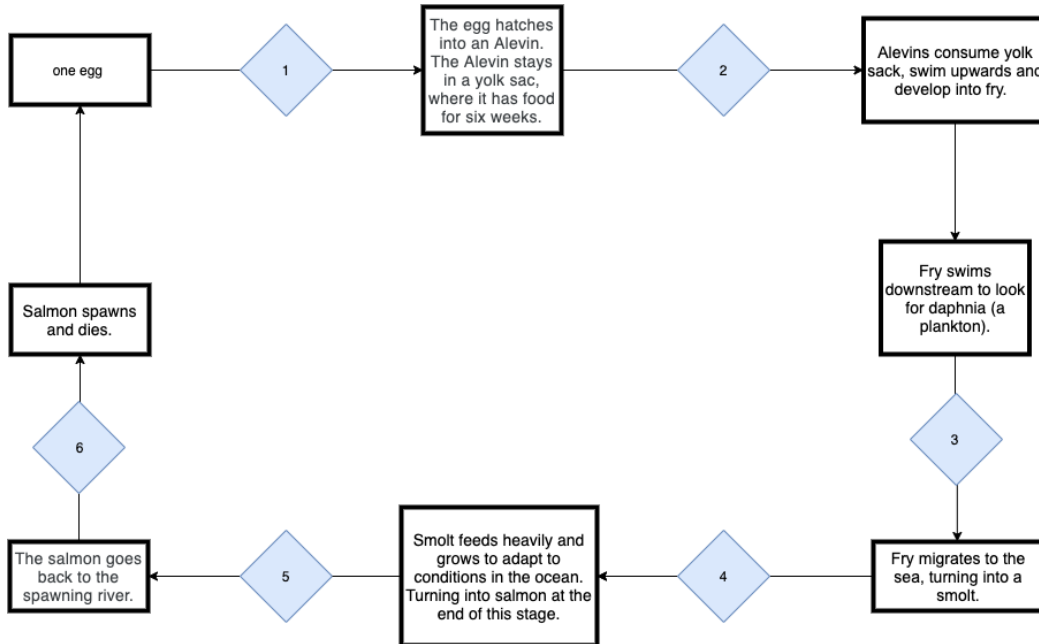 one egg
1
The egg hatches
into an Alevin.
The Alevin stays
in a yolk sac,
where it has food
for six weeks.
2
Alevins consume yolk
sack, swim upwards and
develop into fry.
Fry swims
downstream to look
for daphnia (a
plankton).
3
Fry migrates to the
sea, turning into a
smolt.
4
Smolt feeds heavily and
grows to adapt to
conditions in the ocean.
Turning into salmon at the
end of this stage.
5
The salmon goes
back to the
spawning river.
6
Salmon spawns
and dies.